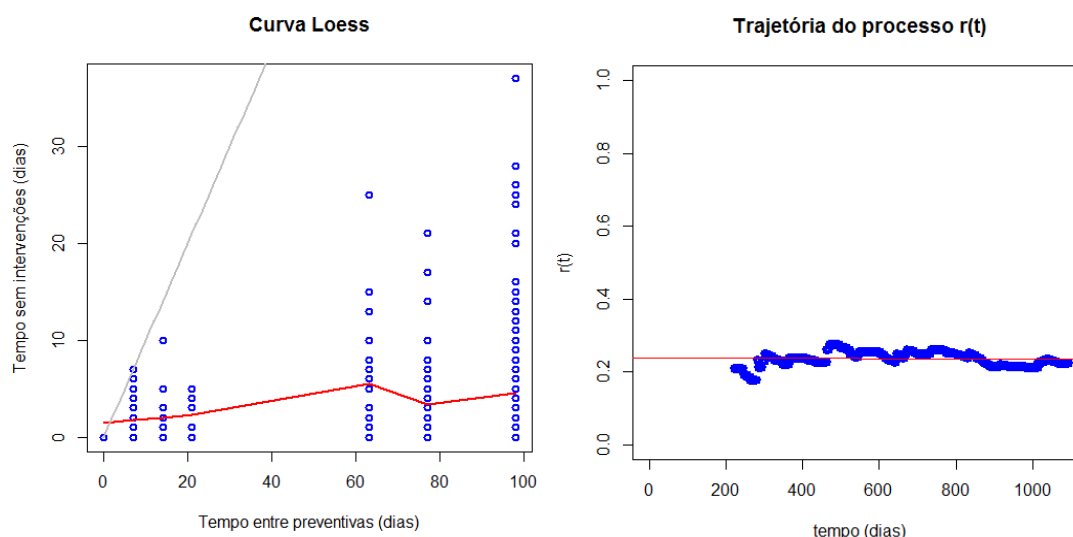 Curva Loess
Tempo sem intervenções (dias)
30
20
10
0
0 20 40 60 80 100
Tempo entre preventivas (dias)
Trajetória do processo r(t)
r(t)
1.0
0.8
0.6
0.4
0.2
0.0
0 200 400 600 800 1000
tempo (dias)